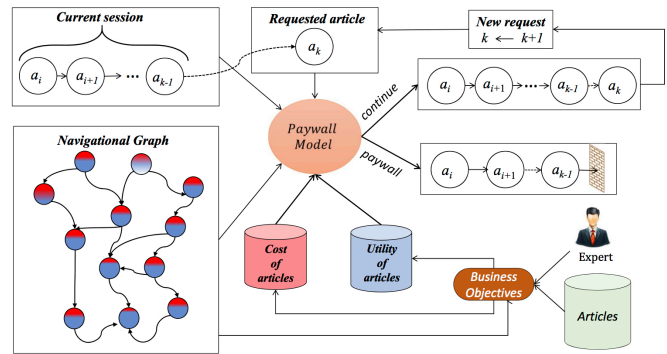 Current session
a_i a_{i+1} ... a_{k-1}
Requested article
a_k
New request
k ← k+1
Paywall
Model
continue
a_i a_{i+1} ... a_{k-1} a_k
paywall
a_i a_{i+1} a_{k-1}
Navigational Graph
Cost
of
articles
Utility
of
articles
Expert
Business
Objectives
Articles